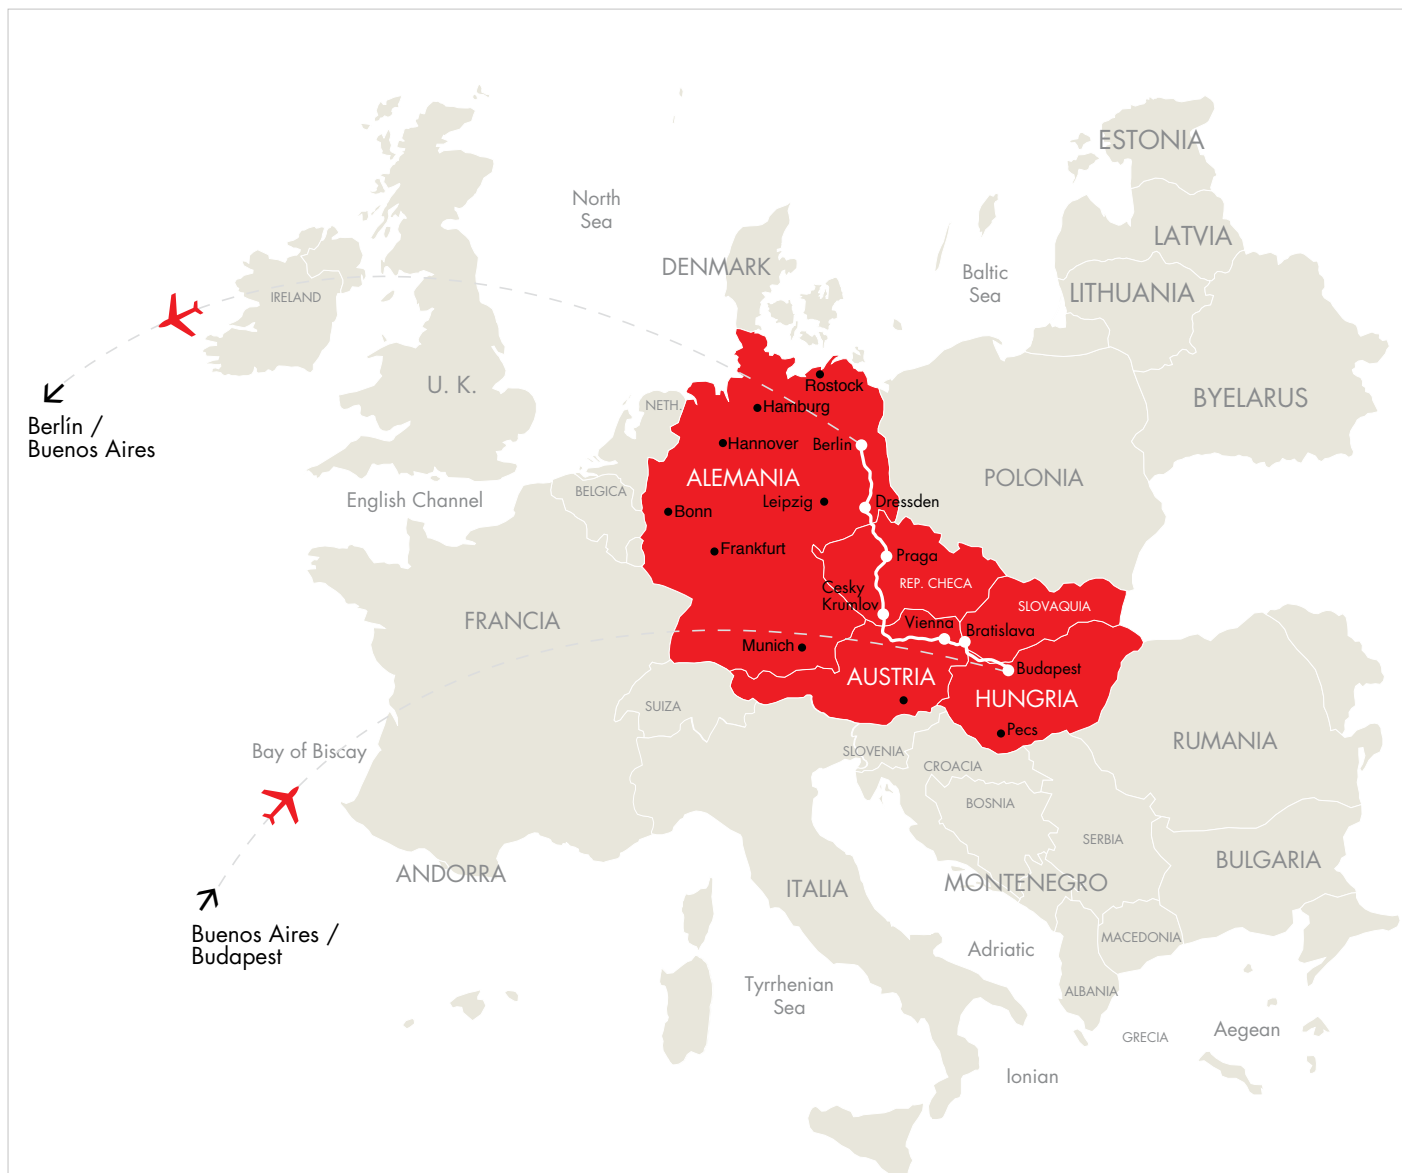 ESTONIA
North
Sea
LATVIA
DENMARK
Baltic
Sea
IRELAND
LITHUANIA
U. K.
Rostock
BYELARUS
NETH.
Hamburg
Berlín /
Buenos Aires
Hannover
Berlin
ALEMANIA
POLONIA
BELGICA
English Channel
Leipzig
Dressden
Bonn
Frankfurt
Praga
REP. CHECA
Cesky
Krumlov
SLOVAQUIA
FRANCIA
Vienna
Bratislava
Munich
Budapest
AUSTRIA
HUNGRIA
SUIZA
Pecs
RUMANIA
Bay of Biscay
SLOVENIA
CROACIA
BOSNIA
SERBIA
BULGARIA
ANDORRA
ITALIA
MONTENEGRO
Buenos Aires /
Budapest
MACEDONIA
Adriatic
Tyrrhenian
Sea
ALBANIA
GRECIA
Aegean
Ionian